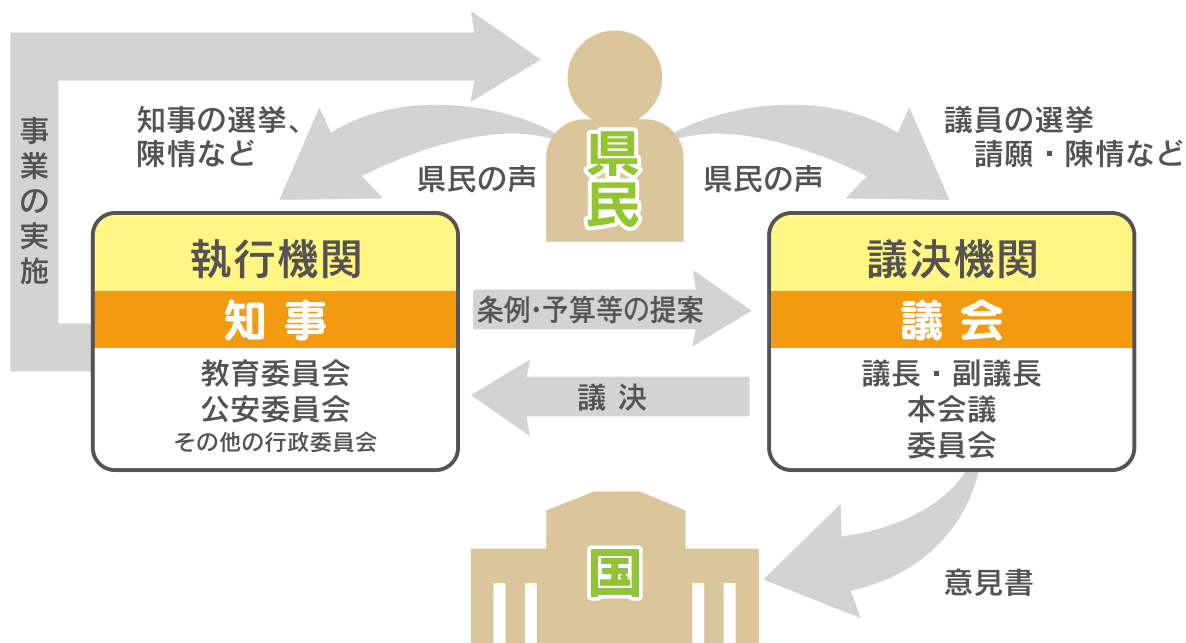 事業の実施
知事の選挙、
陳情など
県民の声
県民
県民の声
議員の選挙
請願・陳情など
執行機関
知事
教育委員会
公安委員会
その他の行政委員会
条例・予算等の提案
議決
議決機関
議会
議長・副議長
本会議
委員会
国
意見書